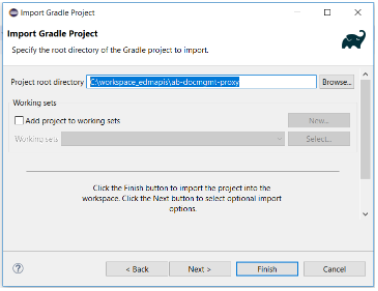 Import Gradle Project
Import Gradle Project
Specify the root directory of the Gradle project to import.
Project root directory C:\workspace_edmapis\ab-docmgmt-proxy Browse...
Working sets
Add project to working sets New...
Working sets Select...
Click the Finish button to import the project into the
workspace. Click the Next button to select optional import
options.
? < Back Next > Finish Cancel